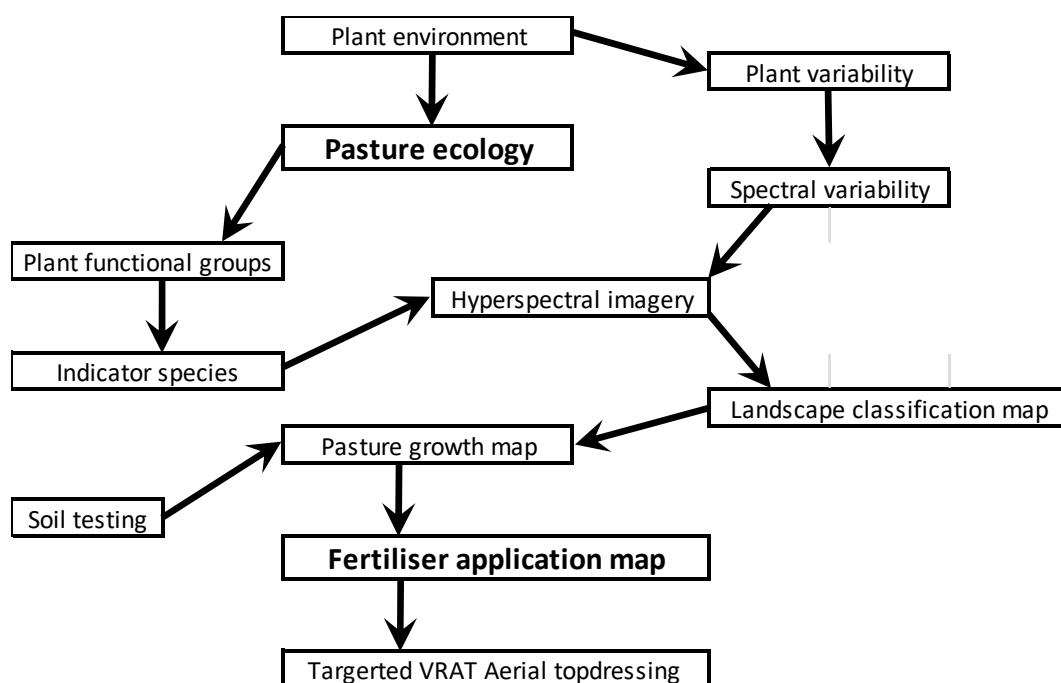 Plant environment
Plant variability
Pasture ecology
Spectral variability
Plant functional groups
Hyperspectral imagery
Indicator species
Landscape classification map
Pasture growth map
Soil testing
Fertiliser application map
Targerted VRAT Aerial topdressing